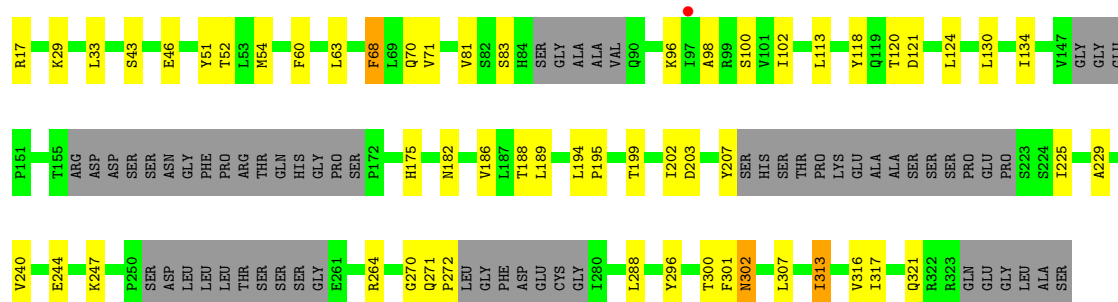 R17 K29 L33 S43 E46 Y51 T52 L53 M54 F60 L63 F68 L69 Q70 V71 V81 S82 S83 H84 SER GLY ALA ALA VAL Q90 K96 I97 A98 R99 S100 V101 I102 L113 Y118 Q119 T120 D121 L124 L130 I134 V147 GLY GLY GLU
P151 T155 ARG ASP ASP SER SER ASN GLY PHE PRO ARG THR GLN HIS GLY PRO SER P172 H175 N182 V186 L187 T188 L189 L194 P195 T199 I202 D203 Y207 SER HIS SER THR PRO LYS GLU ALA ALA SER SER SER PRO GLU PRO S223 S224 I225 A229
V240 E244 K247 P250 SER ASP LEU LEU LEU THR SER SER SER GLY E261 R264 G270 Q271 P272 LEU GLY PHE ASP GLU CYS GLY I280 L288 Y296 T300 F301 N302 L307 I313 V316 I317 Q321 R322 R323 GLN GLU GLY LEU ALA SER